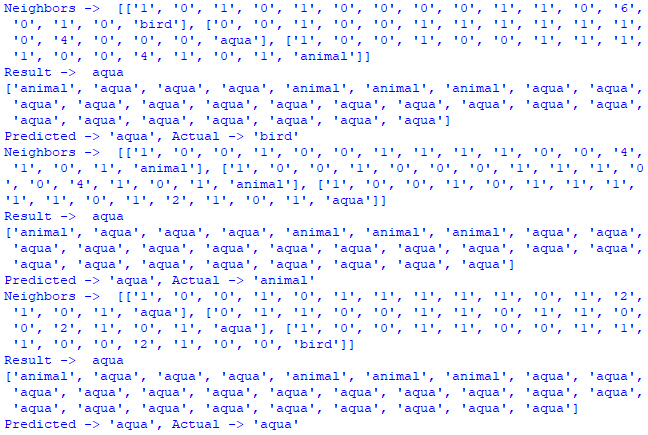 Neighbors ->  [['1', '0', '1', '0', '1', '0', '0', '0', '0', '1', '1', '0', '6',
 '0', '1', '0', 'bird'], ['0', '0', '1', '0', '0', '1', '1', '1', '1', '1', '1',
 '0', '4', '0', '0', '0', 'aqua'], ['1', '0', '0', '1', '0', '0', '1', '1', '1',
 '1', '0', '0', '4', '1', '0', '1', 'animal']]
Result ->  aqua
['animal', 'aqua', 'aqua', 'aqua', 'animal', 'animal', 'animal', 'aqua', 'aqua',
 'aqua', 'aqua', 'aqua', 'aqua', 'aqua', 'aqua', 'aqua', 'aqua', 'aqua', 'aqua',
 'aqua', 'aqua', 'aqua', 'aqua', 'aqua', 'aqua', 'aqua']
Predicted -> 'aqua', Actual -> 'bird'
Neighbors ->  [['1', '0', '0', '1', '0', '0', '1', '1', '1', '1', '0', '0', '4',
 '1', '0', '1', 'animal'], ['1', '0', '0', '1', '0', '0', '0', '1', '1', '1', '0
', '0', '4', '1', '0', '1', 'animal'], ['1', '0', '0', '1', '0', '1', '1', '1',
'1', '1', '0', '1', '2', '1', '0', '1', 'aqua']]
Result ->  aqua
['animal', 'aqua', 'aqua', 'aqua', 'animal', 'animal', 'animal', 'aqua', 'aqua',
 'aqua', 'aqua', 'aqua', 'aqua', 'aqua', 'aqua', 'aqua', 'aqua', 'aqua', 'aqua',
 'aqua', 'aqua', 'aqua', 'aqua', 'aqua', 'aqua', 'aqua', 'aqua']
Predicted -> 'aqua', Actual -> 'animal'
Neighbors ->  [['1', '0', '0', '1', '0', '1', '1', '1', '1', '1', '0', '1', '2',
 '1', '0', '1', 'aqua'], ['0', '1', '1', '0', '0', '1', '1', '0', '1', '1', '0',
 '0', '2', '1', '0', '1', 'aqua'], ['1', '0', '0', '1', '1', '0', '0', '1', '1',
 '1', '0', '0', '2', '1', '0', '0', 'bird']]
Result ->  aqua
['animal', 'aqua', 'aqua', 'aqua', 'animal', 'animal', 'animal', 'aqua', 'aqua',
 'aqua', 'aqua', 'aqua', 'aqua', 'aqua', 'aqua', 'aqua', 'aqua', 'aqua', 'aqua',
 'aqua', 'aqua', 'aqua', 'aqua', 'aqua', 'aqua', 'aqua', 'aqua', 'aqua']
Predicted -> 'aqua', Actual -> 'aqua'